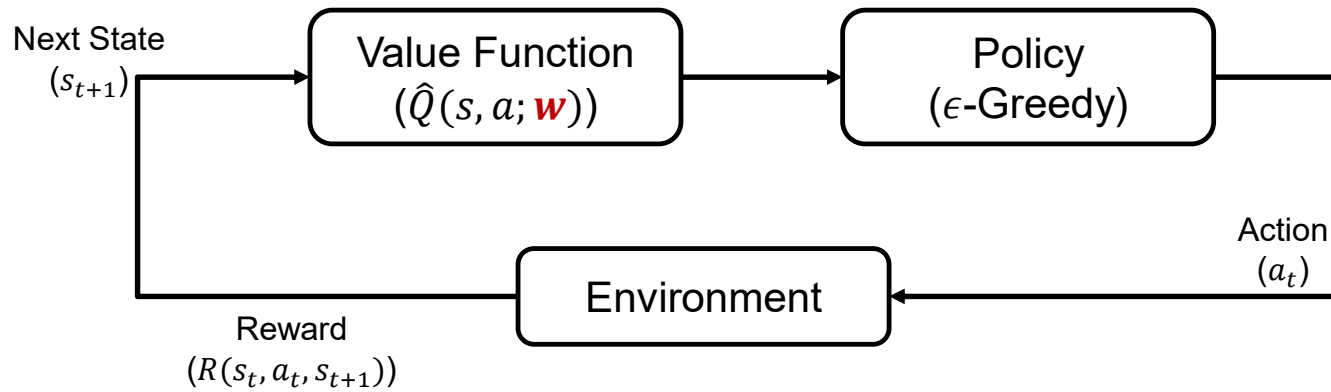 Next State
(s_{t+1})
Value Function
(Q̂(s, a; w))
Policy
(ϵ-Greedy)
Action
(a_t)
Environment
Reward
(R(s_t, a_t, s_{t+1}))